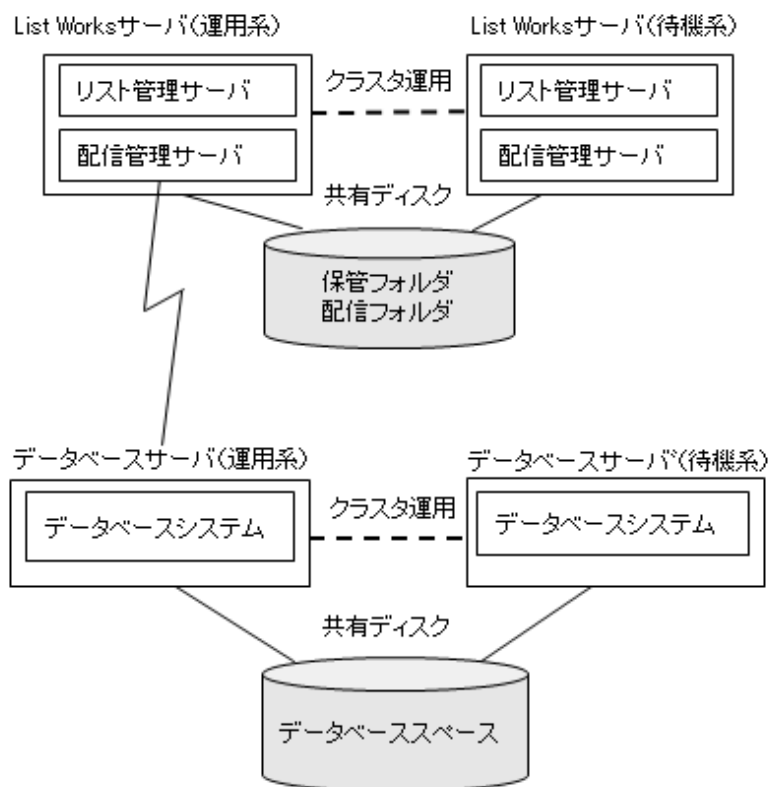 List Worksサーバ(運用系)
List Worksサーバ(待機系)
リスト管理サーバ
クラスタ運用
リスト管理サーバ
配信管理サーバ
配信管理サーバ
共有ディスク
保管フォルダ
配信フォルダ
データベースサーバ(運用系)
データベースサーバ(待機系)
データベースシステム
クラスタ運用
データベースシステム
共有ディスク
データベーススペース